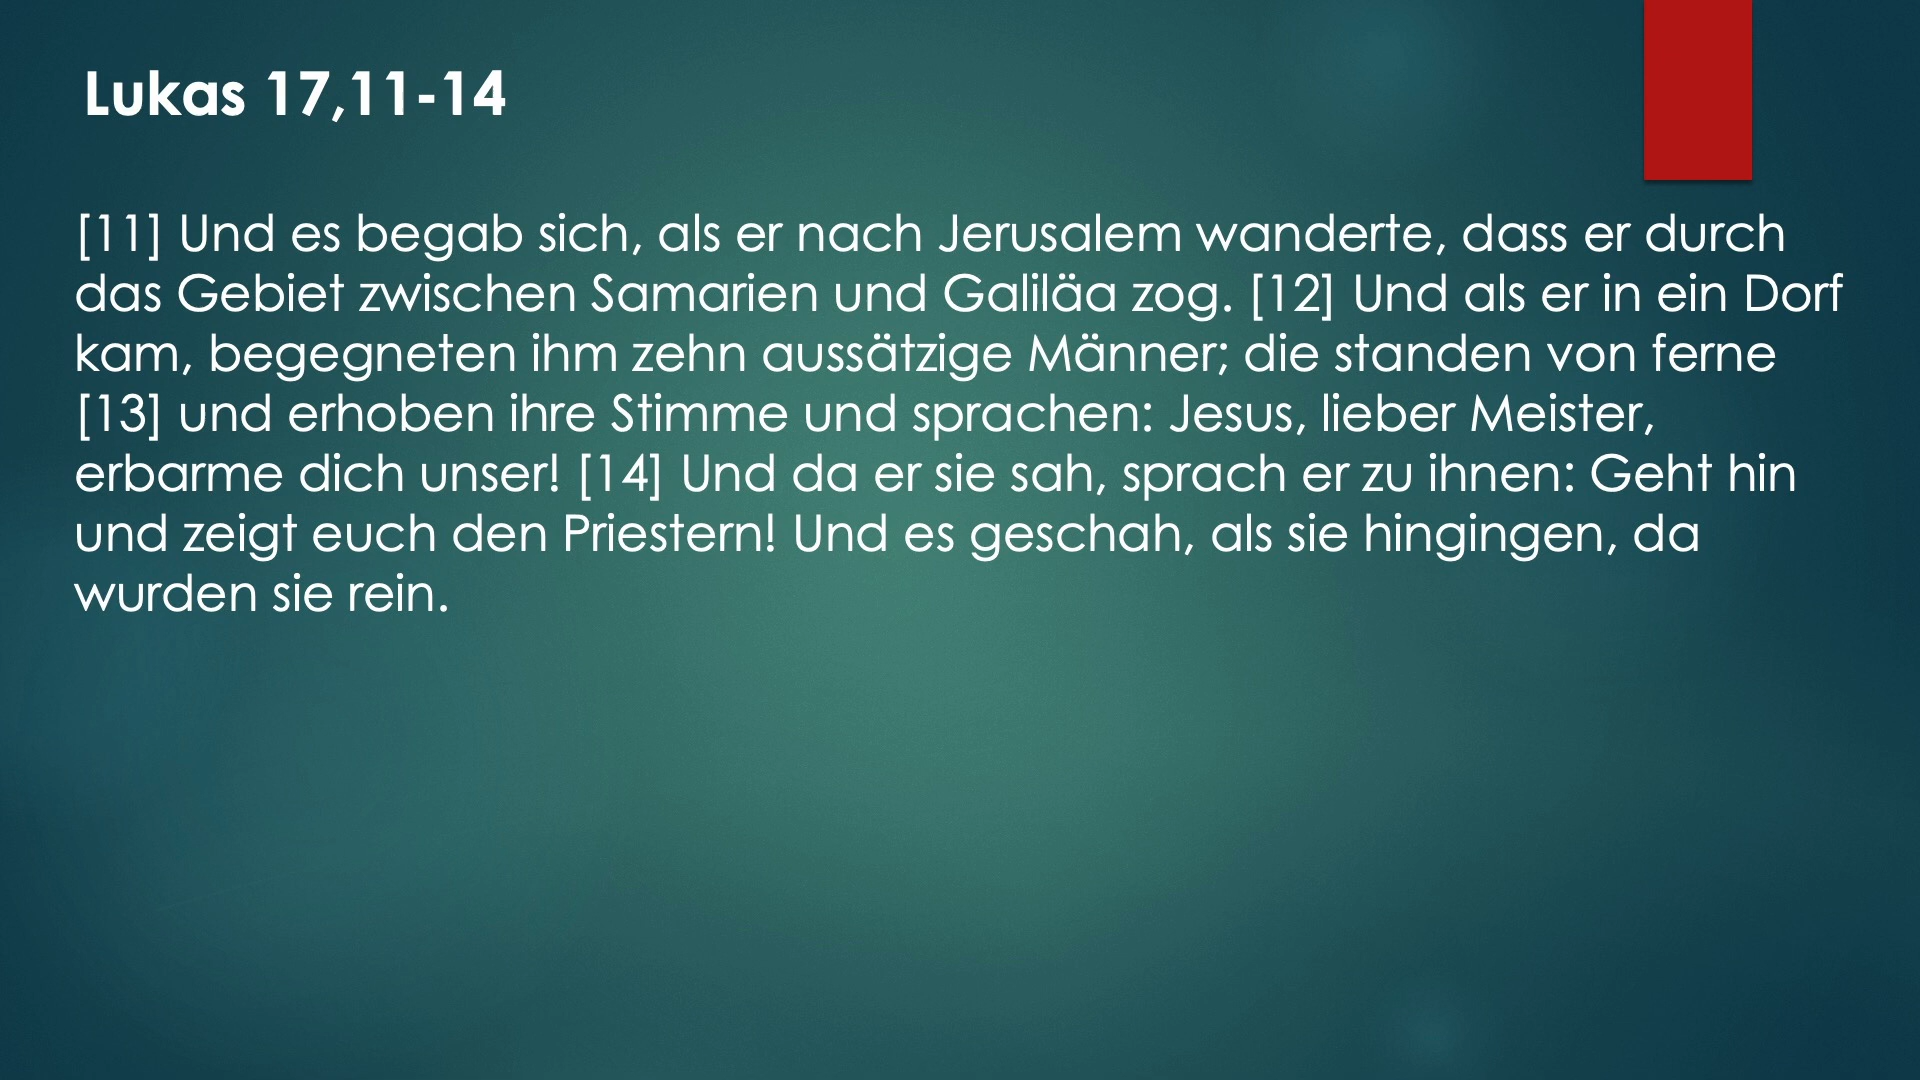 Lukas 17,11-14
[11] Und es begab sich, als er nach Jerusalem wanderte, dass er durch
das Gebiet zwischen Samarien und Galiläa zog. [12] Und als er in ein Dorf
kam, begegneten ihm zehn aussätzige Männer; die standen von ferne
[13] und erhoben ihre Stimme und sprachen: Jesus, lieber Meister,
erbarme dich unser! [14] Und da er sie sah, sprach er zu ihnen: Geht hin
und zeigt euch den Priestern! Und es geschah, als sie hingingen, da
wurden sie rein.